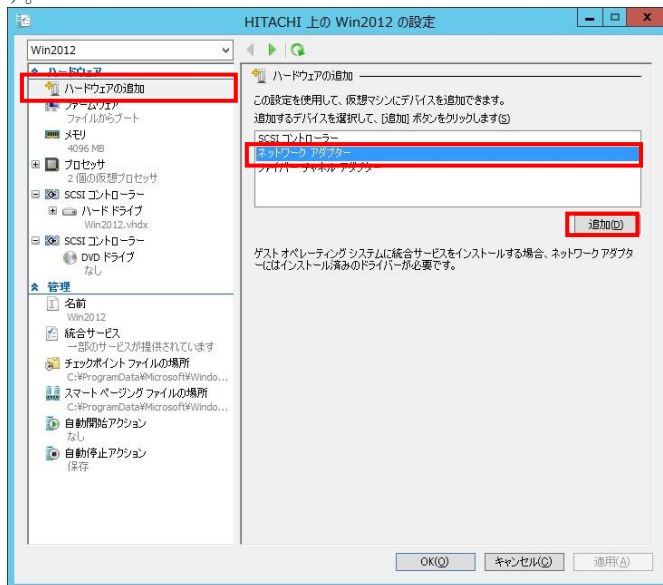 す。
HITACHI 上の Win2012 の設定
Win2012
ハードウェア
ハードウェアの追加
ファームウェア
ファイルからブート
メモリ
4096 MB
プロセッサ
2 個の仮想プロセッサ
SCSI コントローラー
ハード ドライブ
Win2012.vhdx
SCSI コントローラー
DVD ドライブ
なし
管理
名前
Win2012
統合サービス
一部のサービスが提供されています
チェックポイント ファイルの場所
C:¥ProgramData¥Microsoft¥Windo...
スマート ページング ファイルの場所
C:¥ProgramData¥Microsoft¥Windo...
自動開始アクション
なし
自動停止アクション
保存
ハードウェアの追加
この設定を使用して、仮想マシンにデバイスを追加できます。
追加するデバイスを選択して、[追加] ボタンをクリックします(S)
SCSI コントローラー
ネットワーク アダプター
ファイバー チャネル アダプター
追加(D)
ゲスト オペレーティング システムに統合サービスをインストールする場合、ネットワーク アダプタ
ーにはインストール済みのドライバーが必要です。
OK(O)
キャンセル(C)
適用(A)